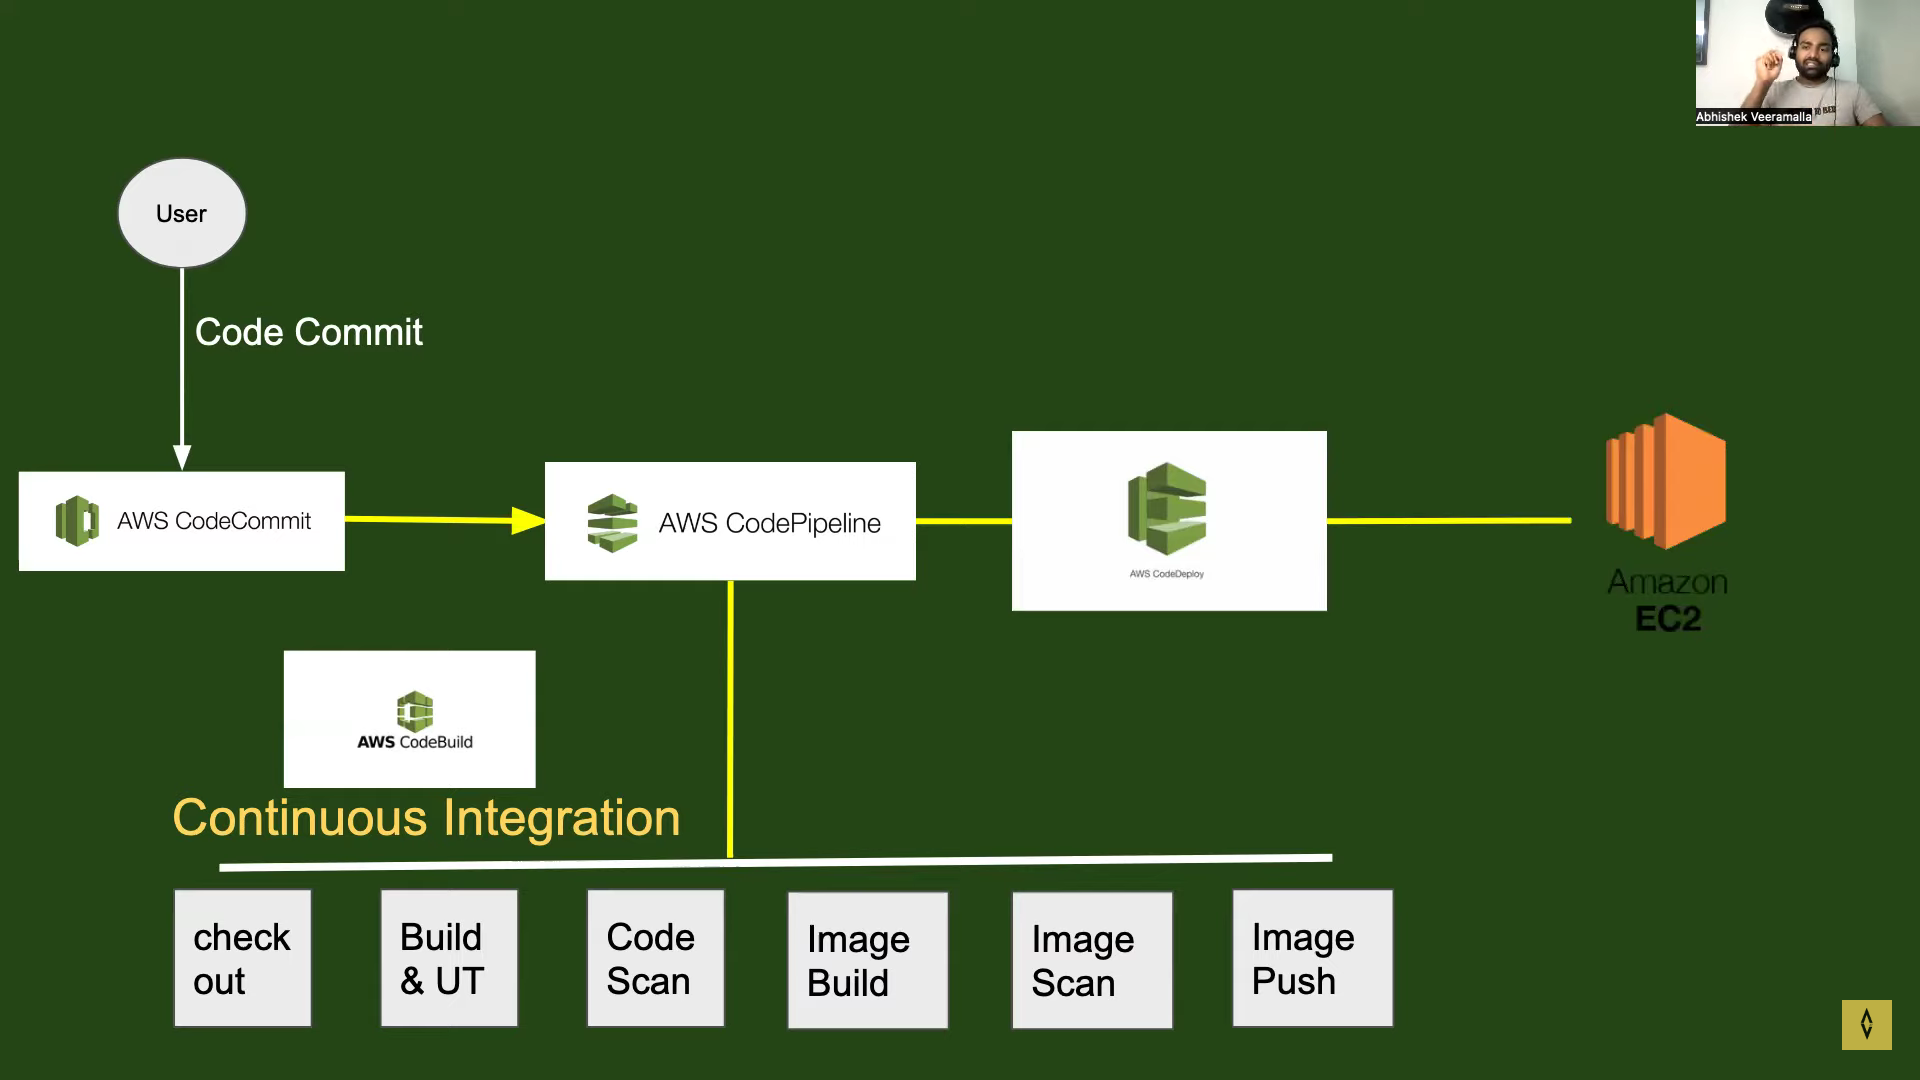 Abhishek Veeramalla
User
Code Commit
AWS CodeCommit
AWS CodePipeline
AWS CodeDeploy
Amazon
EC2
AWS CodeBuild
Continuous Integration
check
out
Build
& UT
Code
Scan
Image
Build
Image
Scan
Image
Push